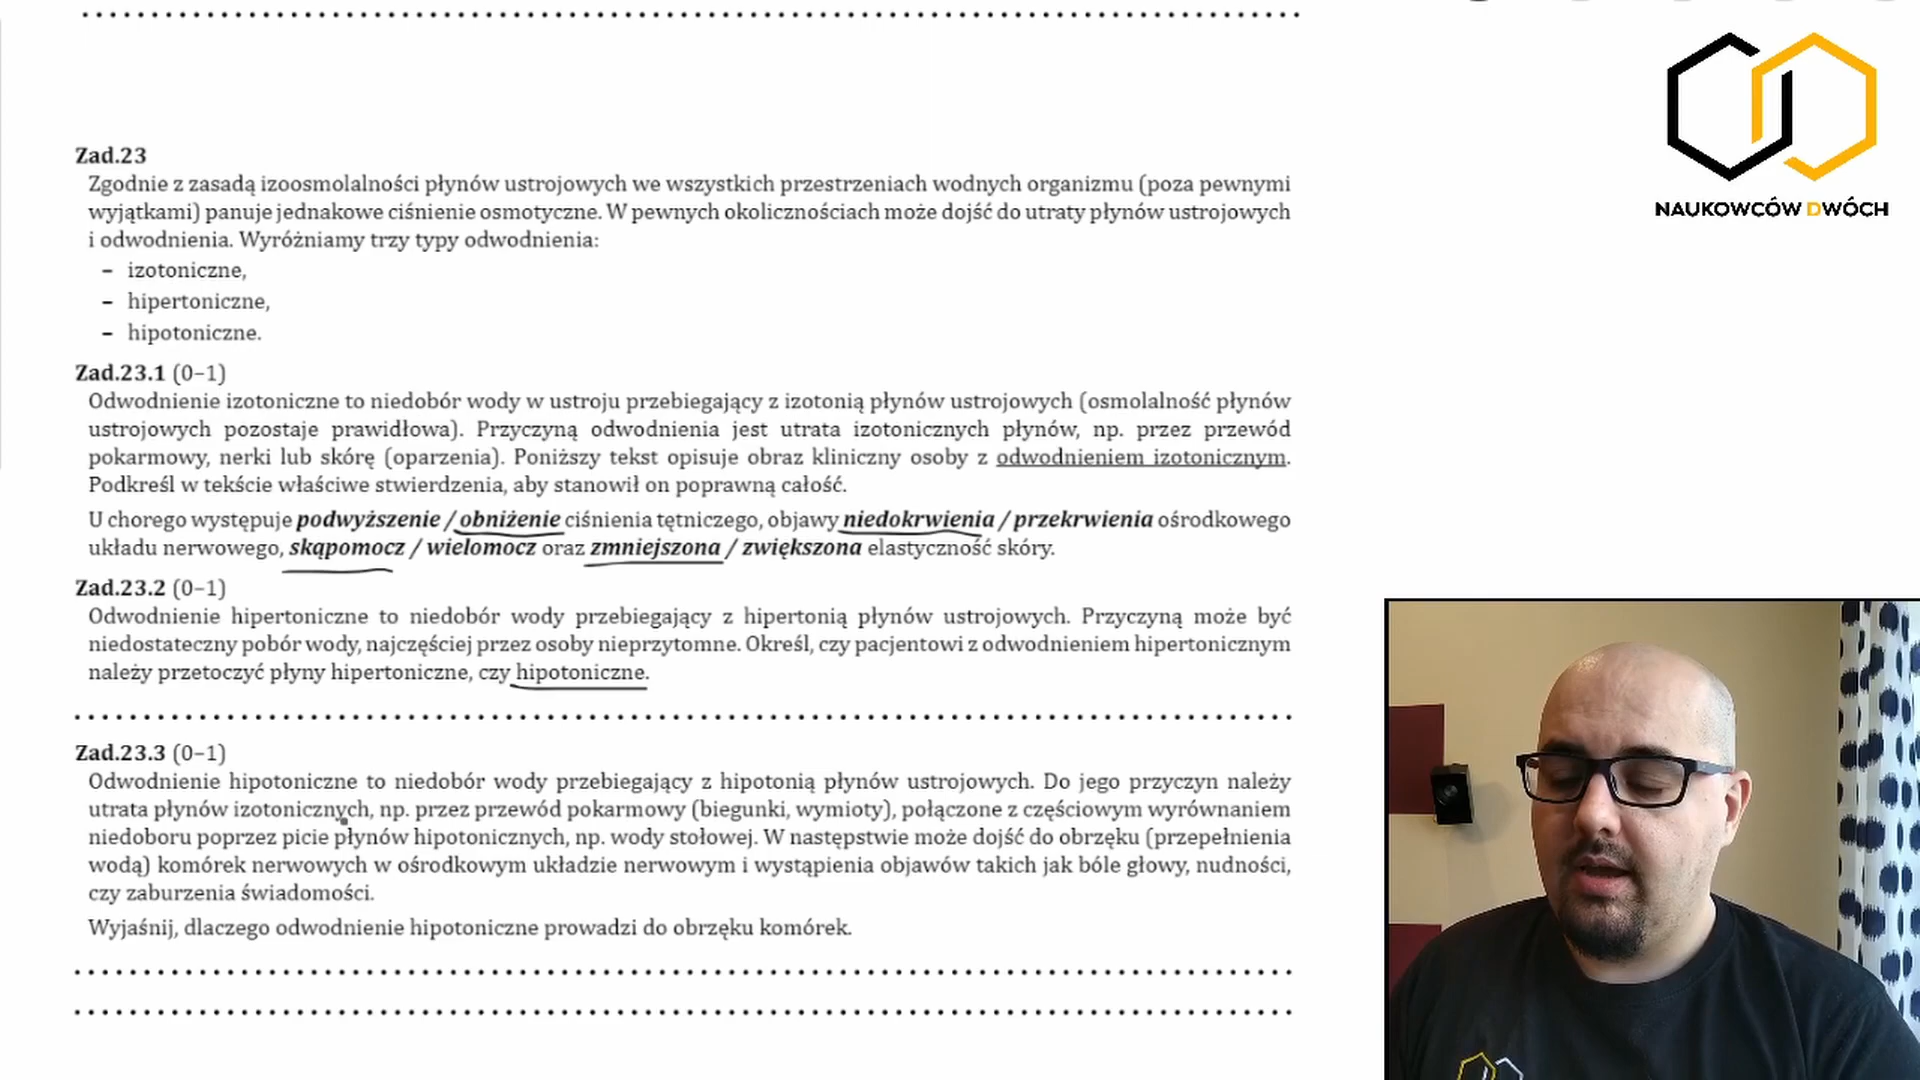 NAUKOWCÓW DWÓCH
Zad.23
Zgodnie z zasadą izoosmolalności płynów ustrojowych we wszystkich przestrzeniach wodnych organizmu (poza pewnymi
wyjątkami) panuje jednakowe ciśnienie osmotyczne. W pewnych okolicznościach może dojść do utraty płynów ustrojowych
i odwodnienia. Wyróżniamy trzy typy odwodnienia:
– izotoniczne,
– hipertoniczne,
– hipotoniczne.
Zad.23.1 (0–1)
Odwodnienie izotoniczne to niedobór wody w ustroju przebiegający z izotonią płynów ustrojowych (osmolalność płynów
ustrojowych pozostaje prawidłowa). Przyczyną odwodnienia jest utrata izotonicznych płynów, np. przez przewód
pokarmowy, nerki lub skórę (oparzenia). Poniższy tekst opisuje obraz kliniczny osoby z odwodnieniem izotonicznym.
Podkreśl w tekście właściwe stwierdzenia, aby stanowił on poprawną całość.
U chorego występuje podwyższenie / obniżenie ciśnienia tętniczego, objawy niedokrwienia / przekrwienia ośrodkowego
układu nerwowego, skąpomocz / wielomocz oraz zmniejszona / zwiększona elastyczność skóry.
Zad.23.2 (0–1)
Odwodnienie hipertoniczne to niedobór wody przebiegający z hipertonią płynów ustrojowych. Przyczyną może być
niedostateczny pobór wody, najczęściej przez osoby nieprzytomne. Określ, czy pacjentowi z odwodnieniem hipertonicznym
należy przetoczyć płyny hipertoniczne, czy hipotoniczne.
Zad.23.3 (0–1)
Odwodnienie hipotoniczne to niedobór wody przebiegający z hipotonią płynów ustrojowych. Do jego przyczyn należy
utrata płynów izotonicznych, np. przez przewód pokarmowy (biegunki, wymioty), połączone z częściowym wyrównaniem
niedoboru poprzez picie płynów hipotonicznych, np. wody stołowej. W następstwie może dojść do obrzęku (przepełnienia
wodą) komórek nerwowych w ośrodkowym układzie nerwowym i wystąpienia objawów takich jak bóle głowy, nudności,
czy zaburzenia świadomości.
Wyjaśnij, dlaczego odwodnienie hipotoniczne prowadzi do obrzęku komórek.